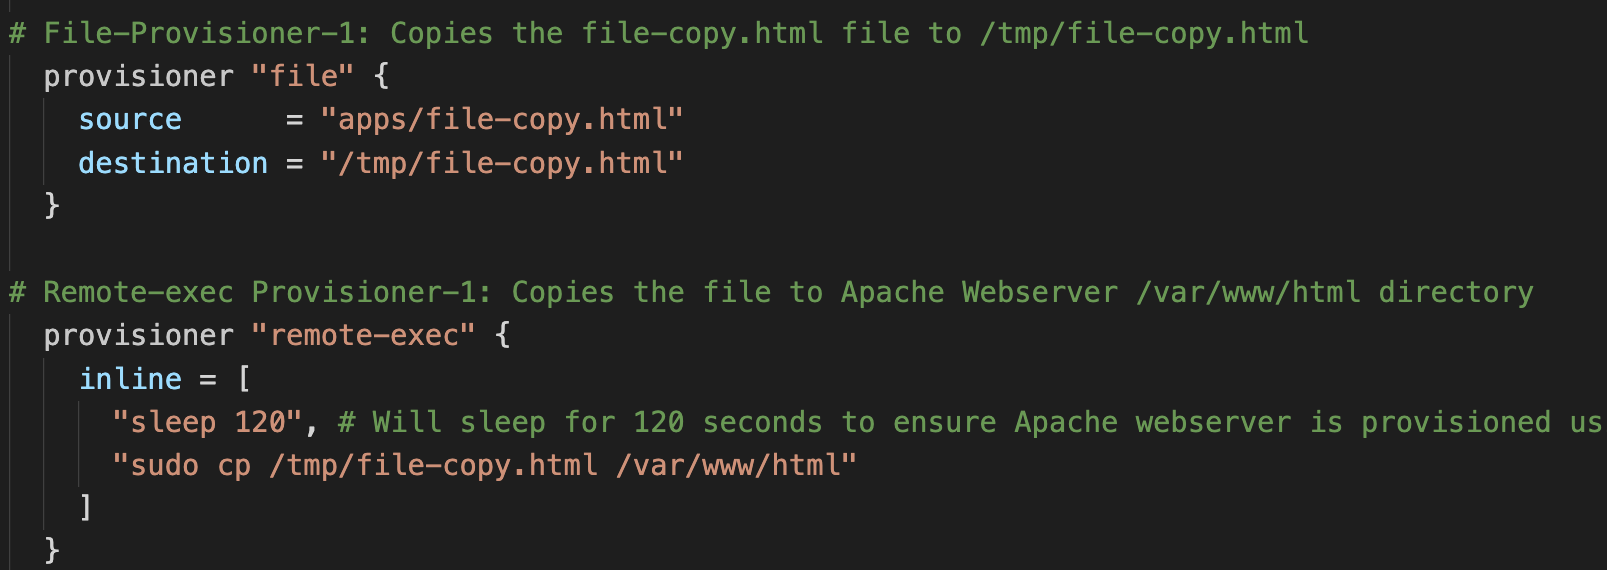 # File-Provisioner-1: Copies the file-copy.html file to /tmp/file-copy.html
provisioner "file" {
source      = "apps/file-copy.html"
destination = "/tmp/file-copy.html"
}
# Remote-exec Provisioner-1: Copies the file to Apache Webserver /var/www/html directory
provisioner "remote-exec" {
inline = [
"sleep 120", # Will sleep for 120 seconds to ensure Apache webserver is provisioned us
"sudo cp /tmp/file-copy.html /var/www/html"
]
}